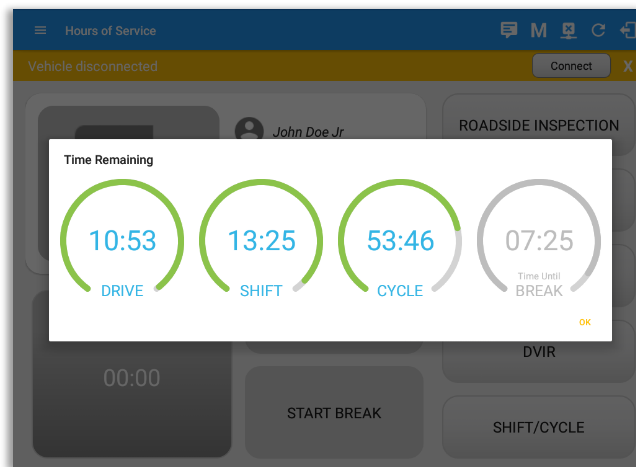 Hours of Service
M
Vehicle disconnected
Connect
X
John Doe Jr
ROADSIDE INSPECTION
Time Remaining
10:53
DRIVE
13:25
SHIFT
53:46
CYCLE
07:25
Time Until
BREAK
OK
00:00
DVIR
START BREAK
SHIFT/CYCLE